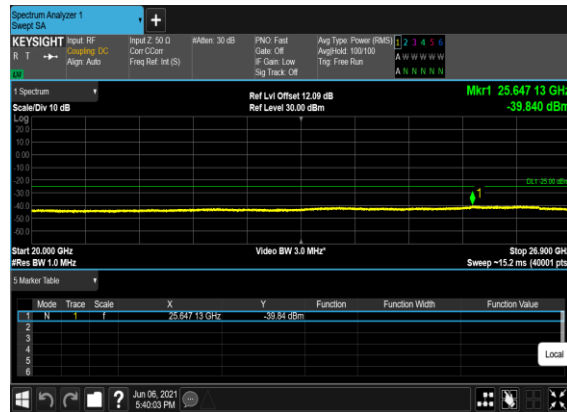 Spectrum Analyzer 1
Swept SA
+
KEYSIGHT Input: RF Input Z: 50 Ω #Atten: 30 dB PNO: Fast Avg Type: Power (RMS) 1 2 3 4 5 6
R T Coupling: DC Corr CCorr Gate: Off Avg|Hold: 100/100 A W W W W W
Align: Auto Freq Ref: Int (S) IF Gain: Low Trig: Free Run
Sig Track: Off A N N N N N
LW
1 Spectrum Ref Lvl Offset 12.09 dB Mkr1 25.647 13 GHz
Scale/Div 10 dB Ref Level 30.00 dBm -39.840 dBm
Log
20.0
10.0
0.00
-10.0
-20.0
DL1 -25.00 dBm
-30.0
1
-40.0
-50.0
-60.0
Start 20.000 GHz Video BW 3.0 MHz* Stop 26.900 GHz
#Res BW 1.0 MHz Sweep ~15.2 ms (40001 pts)
5 Marker Table
Mode Trace Scale X Y Function Function Width Function Value
1 N 1 f 25.647 13 GHz -39.84 dBm
2
3
4
5
6
Local
? Jun 06, 2021
5:40:03 PM